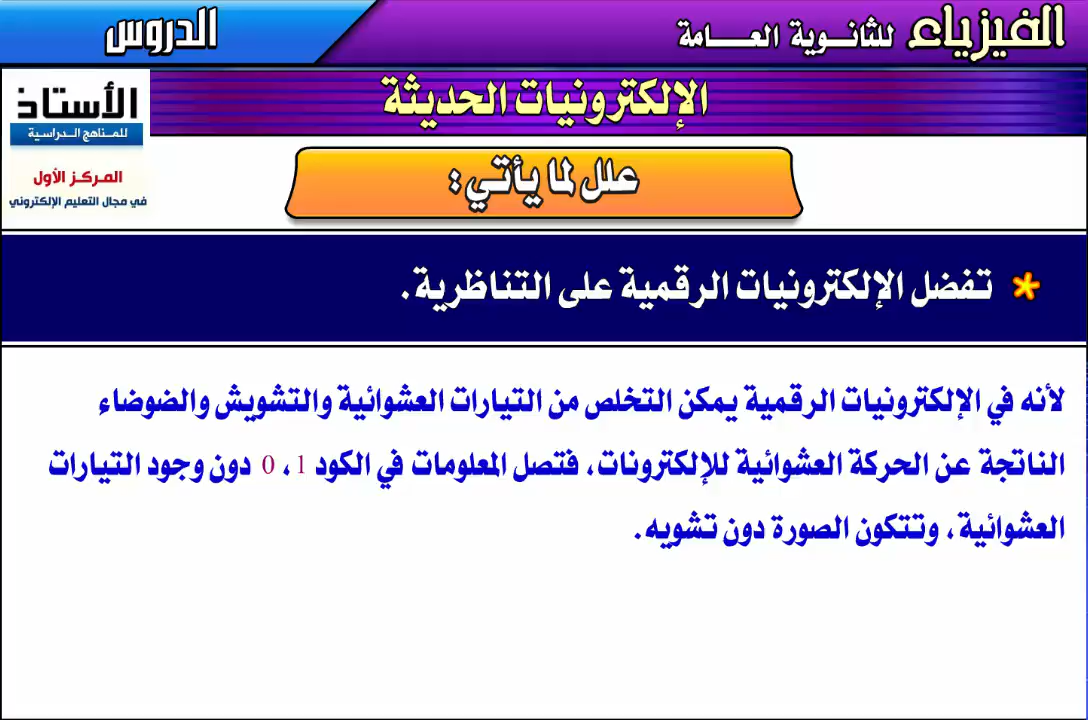 الفيزياء للثانوية العامة
الدروس
الإلكترونيات الحديثة
الأستاذ
للمناهج الدراسية
المركز الأول
في مجال التعليم الإلكتروني
علل لما يأتي :
* تفضل الإلكترونيات الرقمية على التناظرية.
لأنه في الإلكترونيات الرقمية يمكن التخلص من التيارات العشوائية والتشويش والضوضاء
الناتجة عن الحركة العشوائية للإلكترونات، فتصل المعلومات في الكود 1، 0 دون وجود التيارات
العشوائية، وتتكون الصورة دون تشويه.